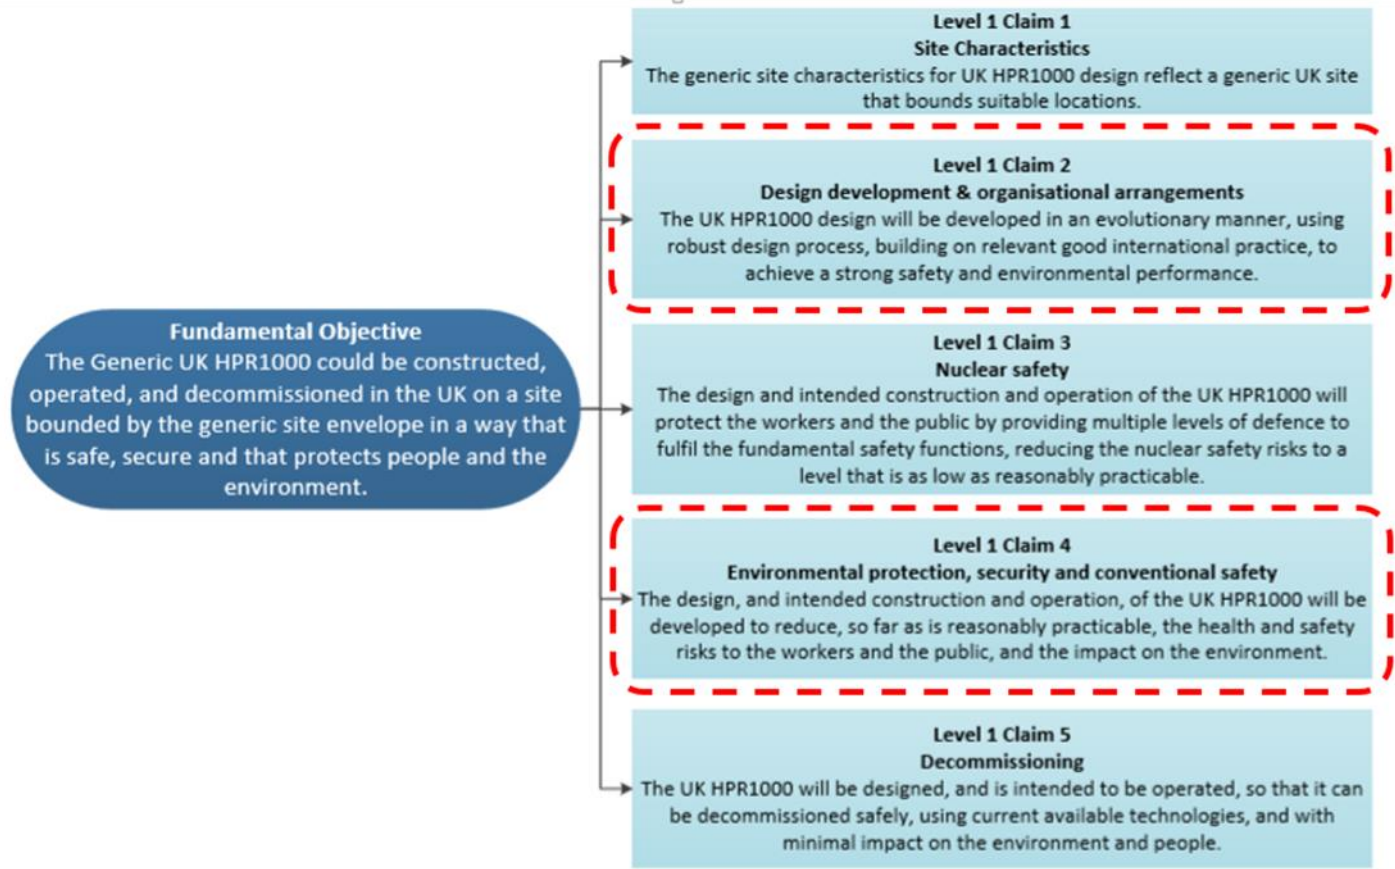 Level 1 Claim 1
Site Characteristics
The generic site characteristics for UK HPR1000 design reflect a generic UK site
that bounds suitable locations.
Level 1 Claim 2
Design development & organisational arrangements
The UK HPR1000 design will be developed in an evolutionary manner, using
robust design process, building on relevant good international practice, to
achieve a strong safety and environmental performance.
Fundamental Objective
The Generic UK HPR1000 could be constructed,
operated, and decommissioned in the UK on a site
bounded by the generic site envelope in a way that
is safe, secure and that protects people and the
environment.
Level 1 Claim 3
Nuclear safety
The design and intended construction and operation of the UK HPR1000 will
protect the workers and the public by providing multiple levels of defence to
fulfil the fundamental safety functions, reducing the nuclear safety risks to a
level that is as low as reasonably practicable.
Level 1 Claim 4
Environmental protection, security and conventional safety
The design, and intended construction and operation, of the UK HPR1000 will be
developed to reduce, so far as is reasonably practicable, the health and safety
risks to the workers and the public, and the impact on the environment.
Level 1 Claim 5
Decommissioning
The UK HPR1000 will be designed, and is intended to be operated, so that it can
be decommissioned safely, using current available technologies, and with
minimal impact on the environment and people.